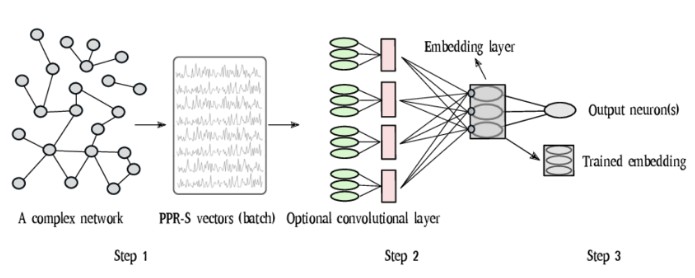 Embedding layer
Output neuron(s)
Trained embedding
A complex network
PPR-S vectors (batch)
Optional convolutional layer
Step 1
Step 2
Step 3